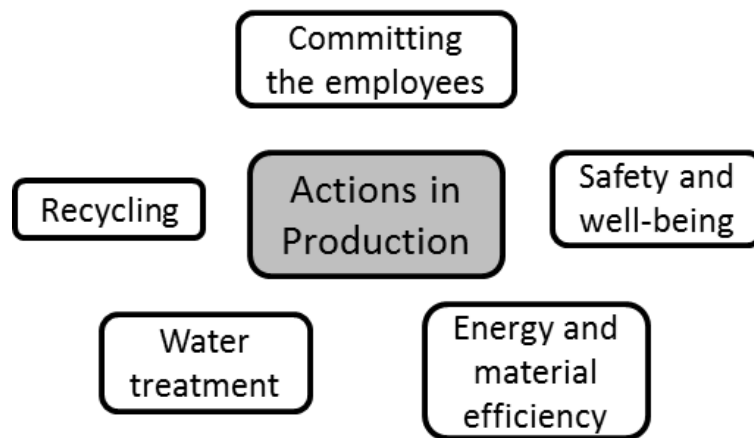 Committing
the employees
Recycling
Actions in
Production
Safety and
well-being
Water
treatment
Energy and
material
efficiency